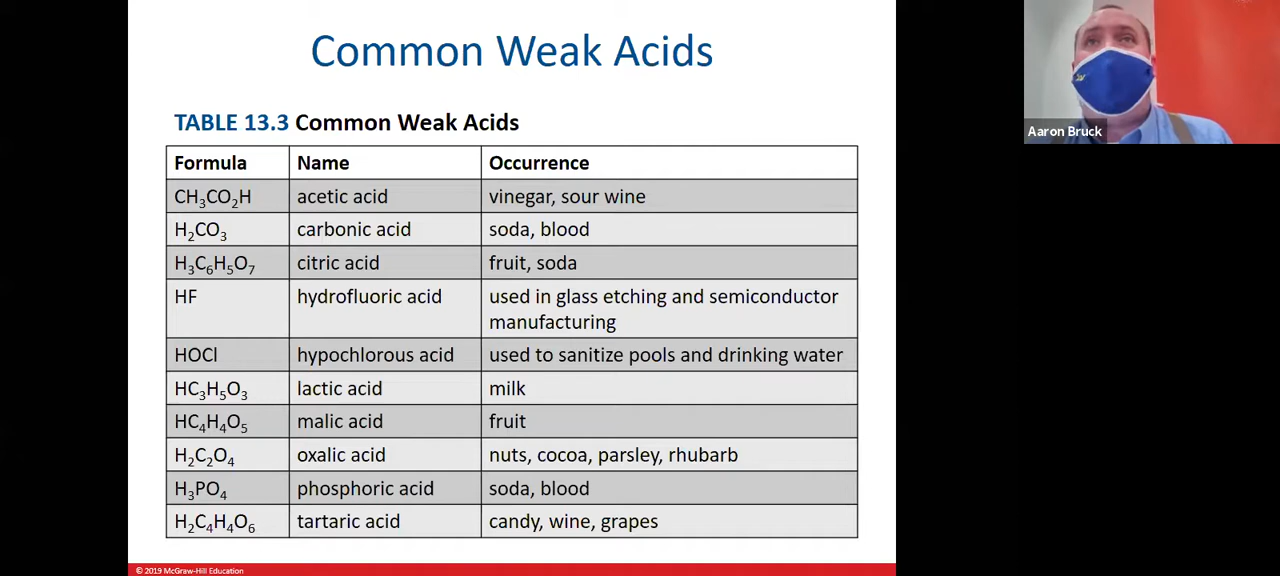 Common Weak Acids
TABLE 13.3 Common Weak Acids
Formula Name Occurrence
CH₃CO₂H acetic acid vinegar, sour wine
H₂CO₃ carbonic acid soda, blood
H₃C₆H₅O₇ citric acid fruit, soda
HF hydrofluoric acid used in glass etching and semiconductor
manufacturing
HOCl hypochlorous acid used to sanitize pools and drinking water
HC₃H₅O₃ lactic acid milk
HC₄H₄O₅ malic acid fruit
H₂C₂O₄ oxalic acid nuts, cocoa, parsley, rhubarb
H₃PO₄ phosphoric acid soda, blood
H₂C₄H₄O₆ tartaric acid candy, wine, grapes
© 2019 McGraw-Hill Education
Aaron Bruck